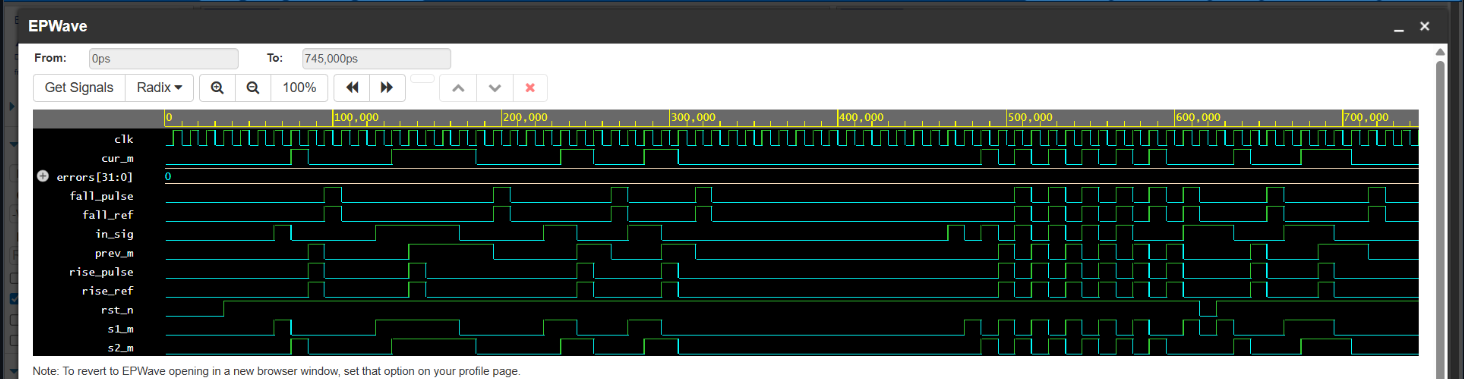 EPWave
From: 0ps To: 745,000ps
Get Signals Radix 100%
0 100,000 200,000 300,000 400,000 500,000 600,000 700,000
clk
cur_m
errors[31:0] 0
fall_pulse
fall_ref
in_sig
prev_m
rise_pulse
rise_ref
rst_n
s1_m
s2_m
Note: To revert to EPWave opening in a new browser window, set that option on your profile page.